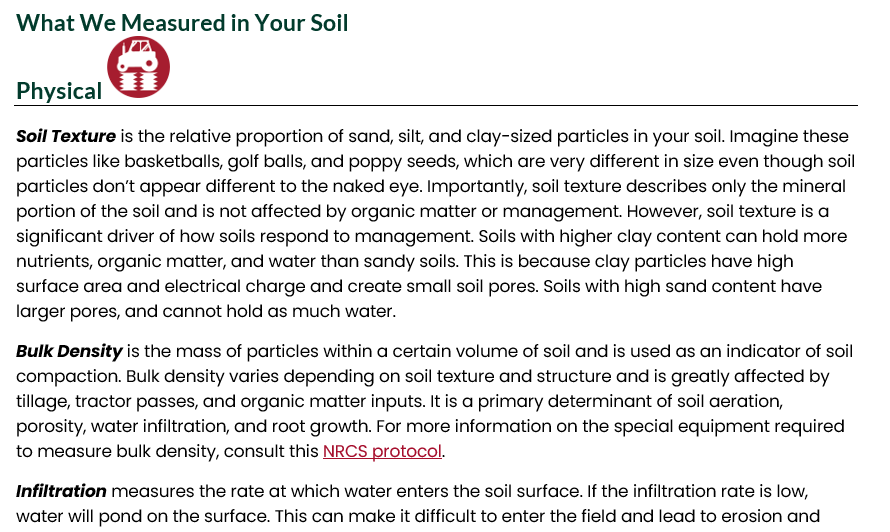 What We Measured in Your Soil
Physical
Soil Texture is the relative proportion of sand, silt, and clay-sized particles in your soil. Imagine these
particles like basketballs, golf balls, and poppy seeds, which are very different in size even though soil
particles don’t appear different to the naked eye. Importantly, soil texture describes only the mineral
portion of the soil and is not affected by organic matter or management. However, soil texture is a
significant driver of how soils respond to management. Soils with higher clay content can hold more
nutrients, organic matter, and water than sandy soils. This is because clay particles have high
surface area and electrical charge and create small soil pores. Soils with high sand content have
larger pores, and cannot hold as much water.
Bulk Density is the mass of particles within a certain volume of soil and is used as an indicator of soil
compaction. Bulk density varies depending on soil texture and structure and is greatly affected by
tillage, tractor passes, and organic matter inputs. It is a primary determinant of soil aeration,
porosity, water infiltration, and root growth. For more information on the special equipment required
to measure bulk density, consult this NRCS protocol.
Infiltration measures the rate at which water enters the soil surface. If the infiltration rate is low,
water will pond on the surface. This can make it difficult to enter the field and lead to erosion and